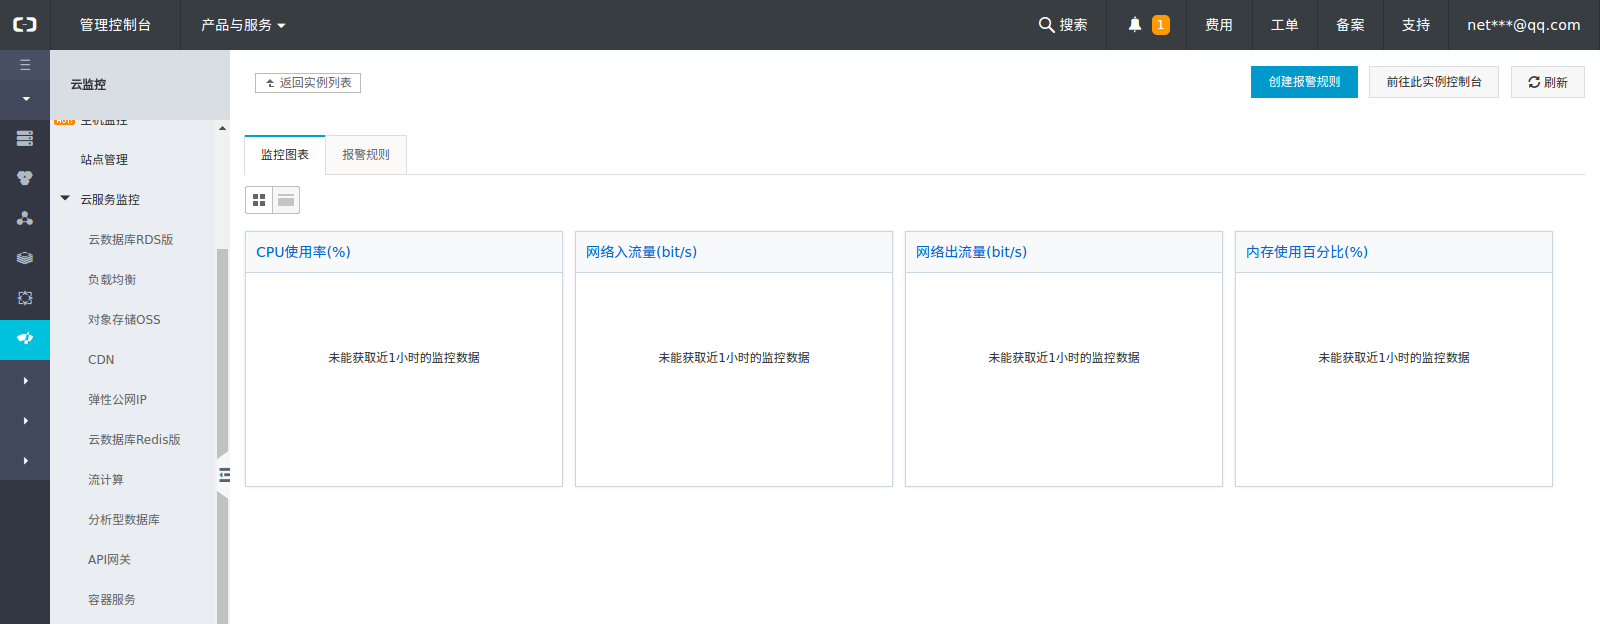 管理控制台
产品与服务
搜索
1
费用
工单
备案
支持
net***@qq.com
云监控
主机监控
站点管理
云服务监控
云数据库RDS版
负载均衡
对象存储OSS
CDN
弹性公网IP
云数据库Redis版
流计算
分析型数据库
API网关
容器服务
返回实例列表
创建报警规则
前往此实例控制台
刷新
监控图表
报警规则
CPU使用率(%)
未能获取近1小时的监控数据
网络入流量(bit/s)
未能获取近1小时的监控数据
网络出流量(bit/s)
未能获取近1小时的监控数据
内存使用百分比(%)
未能获取近1小时的监控数据